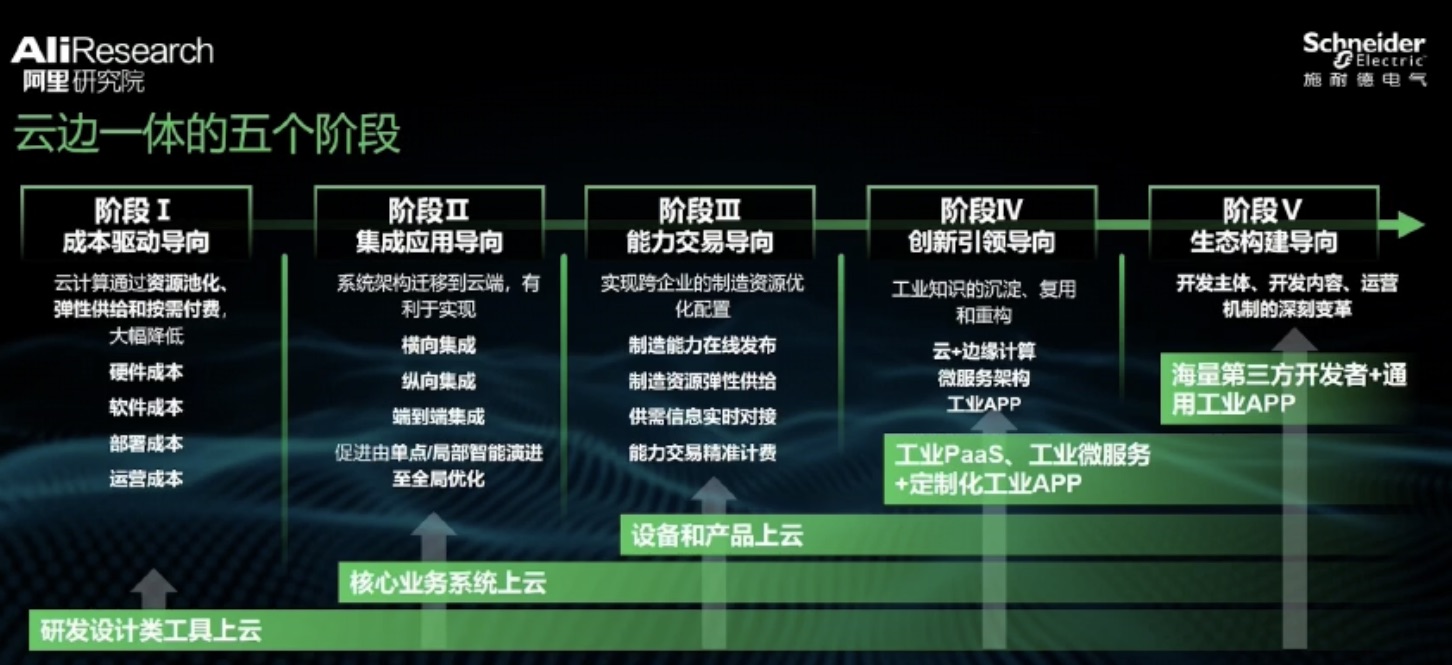 AliResearch
阿里研究院
Schneider
Electric
施耐德电气
云边一体的五个阶段
阶段Ⅰ
成本驱动导向
云计算通过资源池化、
弹性供给和按需付费，
大幅降低
硬件成本
软件成本
部署成本
运营成本
阶段Ⅱ
集成应用导向
系统架构迁移到云端，有
利于实现
横向集成
纵向集成
端到端集成
促进由单点/局部智能演进
至全局优化
阶段Ⅲ
能力交易导向
实现跨企业的制造资源优
化配置
制造能力在线发布
制造资源弹性供给
供需信息实时对接
能力交易精准计费
阶段Ⅳ
创新引领导向
工业知识的沉淀、复用
和重构
云+边缘计算
微服务架构
工业APP
阶段Ⅴ
生态构建导向
开发主体、开发内容、运营
机制的深刻变革
海量第三方开发者+通
用工业APP
工业PaaS、工业微服务
+定制化工业APP
设备和产品上云
核心业务系统上云
研发设计类工具上云